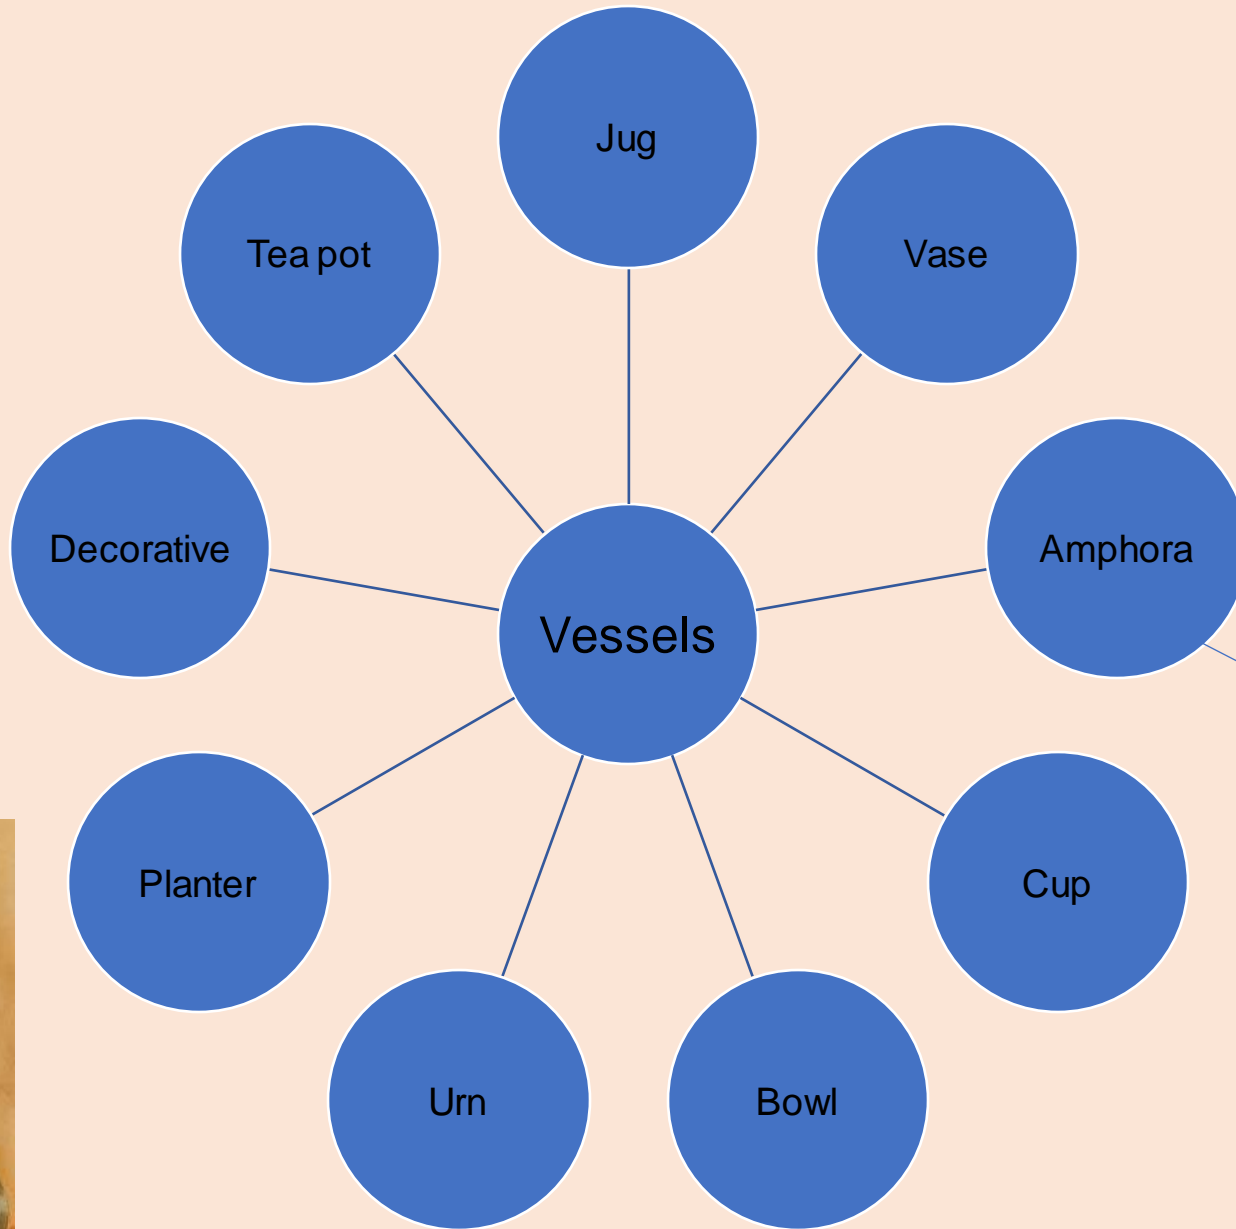 Jug
Tea pot
Vase
Decorative
Amphora
Vessels
Planter
Cup
Urn
Bowl